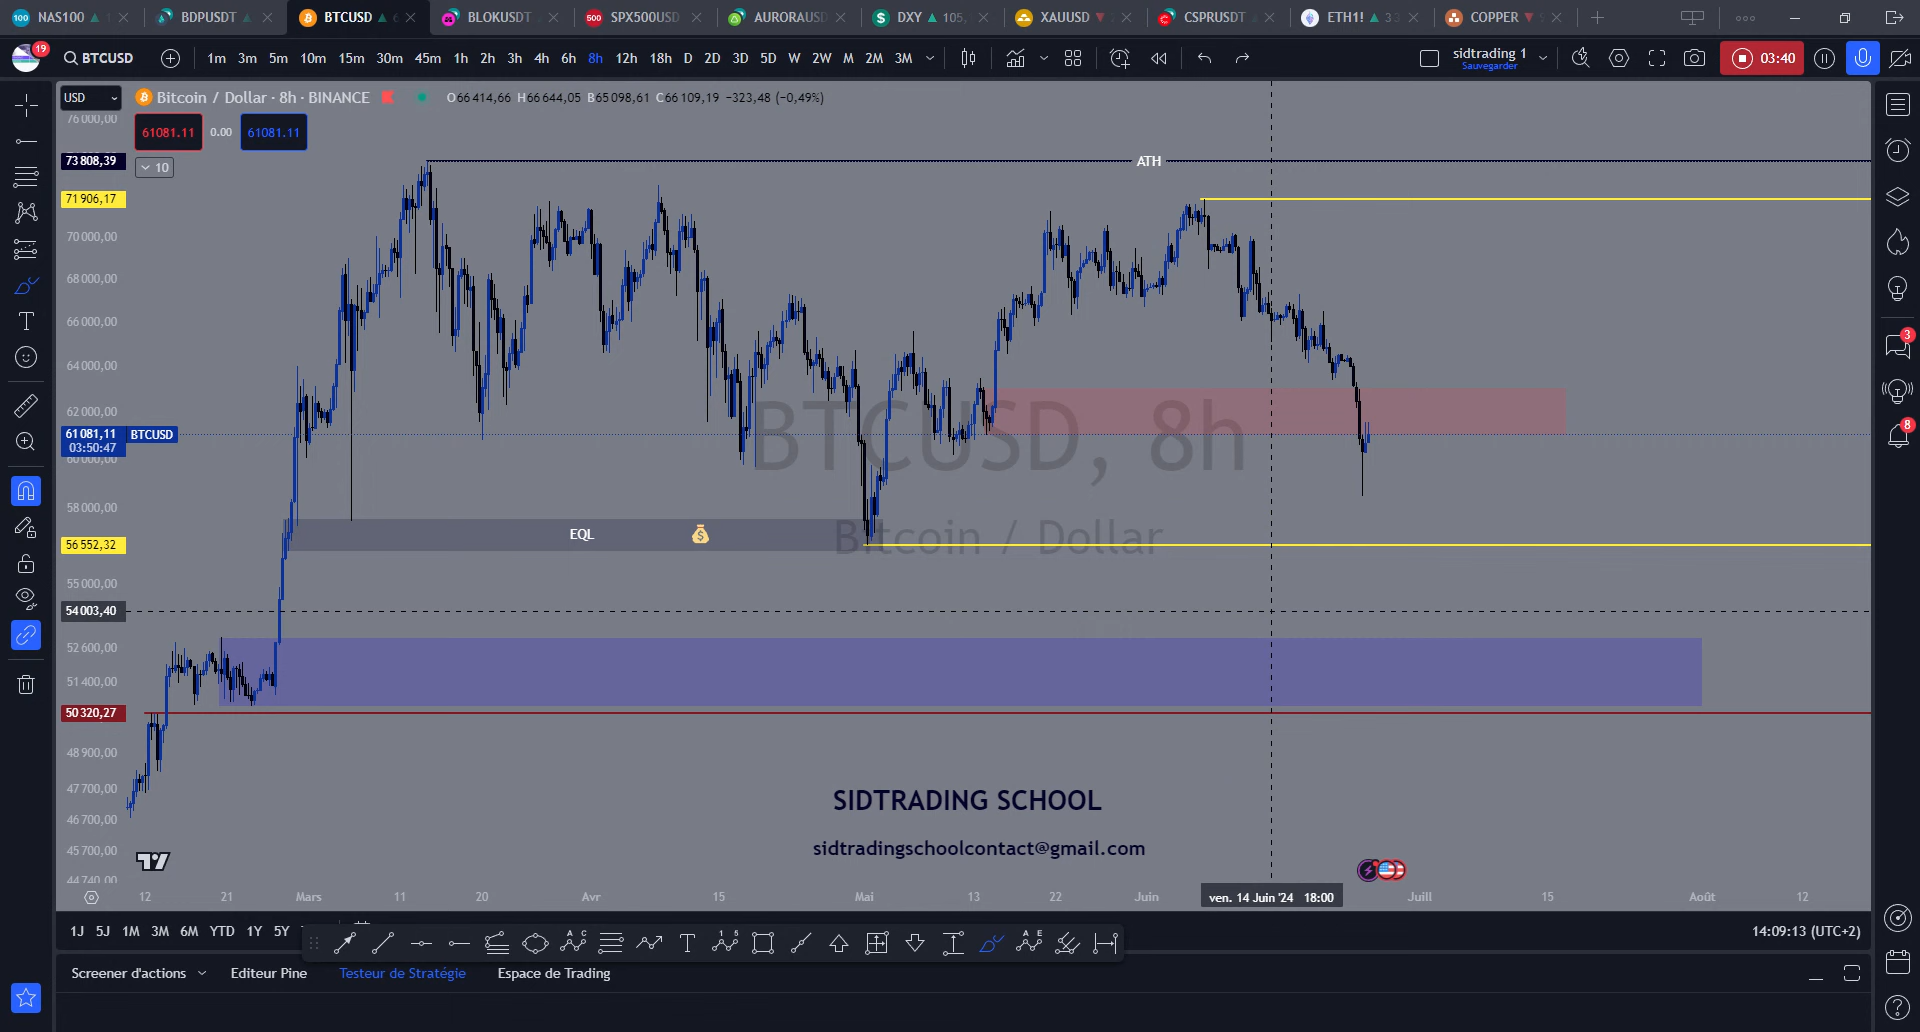 NAS100
BDPUSDT
BTCUSD
BLOKUSDT
500 SPX500USD
AURORAUSD
DXY 105,
XAUUSD
CSPRUSDT
ETH1!
COPPER
19
BTCUSD
1m 3m 5m 10m 15m 30m 45m 1h 2h 3h 4h 6h 8h 12h 18h D 2D 3D 5D W 2W M 2M 3M
sidtrading 1
Sauvegarder
03:40
USD
Bitcoin / Dollar · 8h · BINANCE
O66 414,66 H66 644,05 B65 098,61 C66 109,19 −323,48 (−0,49%)
61081.11 0.00 61081.11
10
76 000,00
73 808,39
ATH
71 906,17
70 000,00
68 000,00
66 000,00
64 000,00
62 000,00
61 081,11 BTCUSD
03:50:47
60 000,00
58 000,00
56 552,32
55 000,00
54 003,40
52 600,00
51 400,00
50 320,27
48 900,00
47 700,00
46 700,00
45 700,00
44 740,00
BTCUSD, 8h
Bitcoin / Dollar
EQL
SIDTRADING SCHOOL
sidtradingschoolcontact@gmail.com
12 21 Mars 11 20 Avr 15 Mai 13 22 Juin ven. 14 Juin '24 18:00 Juill 15 Août 12
1J 5J 1M 3M 6M YTD 1Y 5Y
14:09:13 (UTC+2)
Screener d'actions Editeur Pine Testeur de Stratégie Espace de Trading
3
8